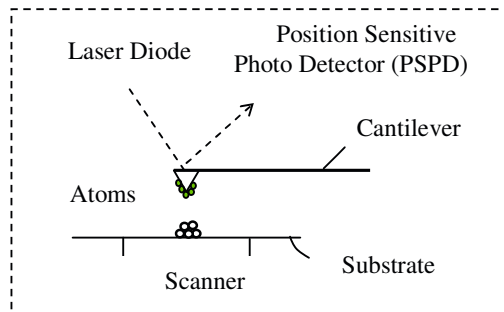 Laser Diode
Position Sensitive
Photo Detector (PSPD)
Cantilever
Atoms
Substrate
Scanner